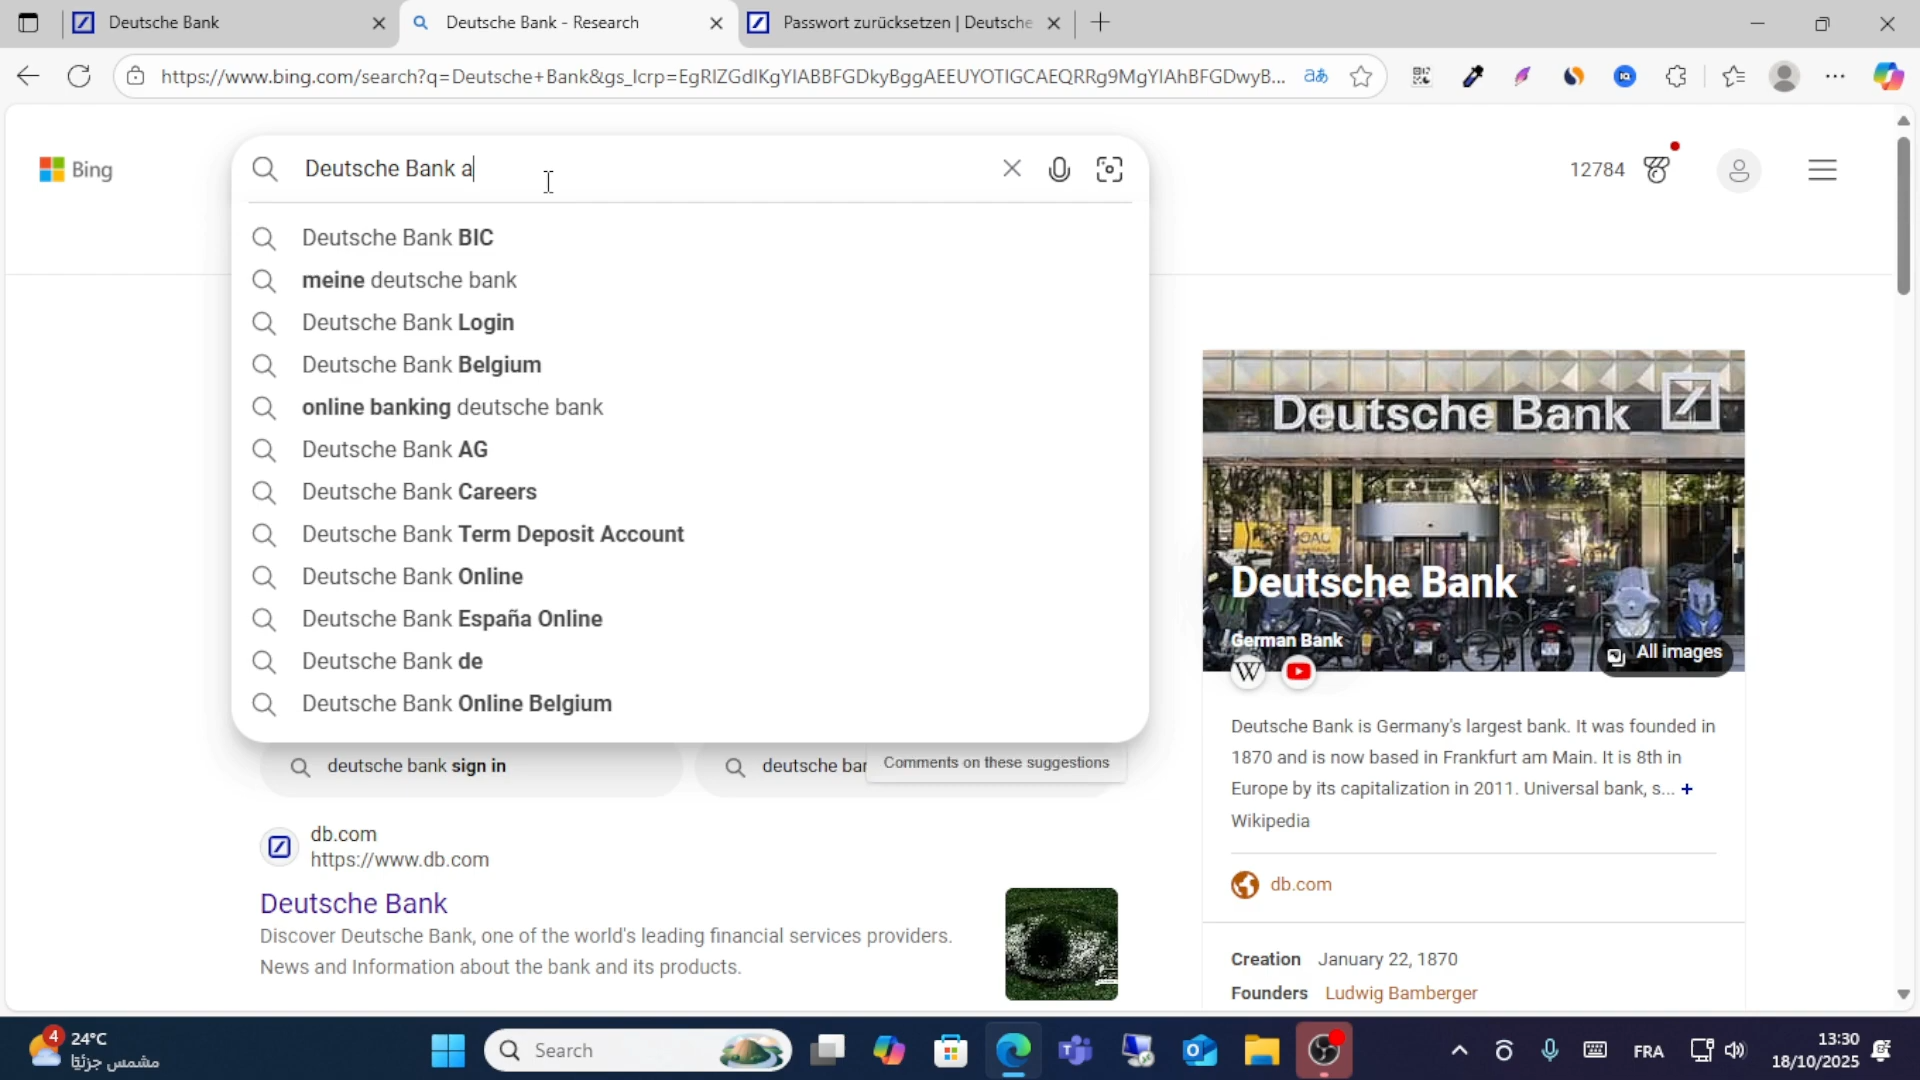 Deutsche Bank
Deutsche Bank - Research
Passwort zurücksetzen | Deutsche
https://www.bing.com/search?q=Deutsche+Bank&gs_lcrp=EgRlZGdlKgYIABBFGDkyBggAEEUYOTIGCAEQRRg9MgYIAhBFGDwyB...
Bing
Deutsche Bank a
12784
Deutsche Bank BIC
meine deutsche bank
Deutsche Bank Login
Deutsche Bank Belgium
online banking deutsche bank
Deutsche Bank AG
Deutsche Bank Careers
Deutsche Bank Term Deposit Account
Deutsche Bank Online
Deutsche Bank España Online
Deutsche Bank de
Deutsche Bank Online Belgium
deutsche bank sign in
deutsche ban
Comments on these suggestions
db.com
https://www.db.com
Deutsche Bank
Discover Deutsche Bank, one of the world's leading financial services providers.
News and Information about the bank and its products.
Deutsche Bank
Deutsche Bank
German Bank
All images
W
Deutsche Bank is Germany's largest bank. It was founded in
1870 and is now based in Frankfurt am Main. It is 8th in
Europe by its capitalization in 2011. Universal bank, s... +
Wikipedia
db.com
Creation January 22, 1870
Founders Ludwig Bamberger
4
24°C
مشمس جزئيًا
Search
FRA
13:30
18/10/2025